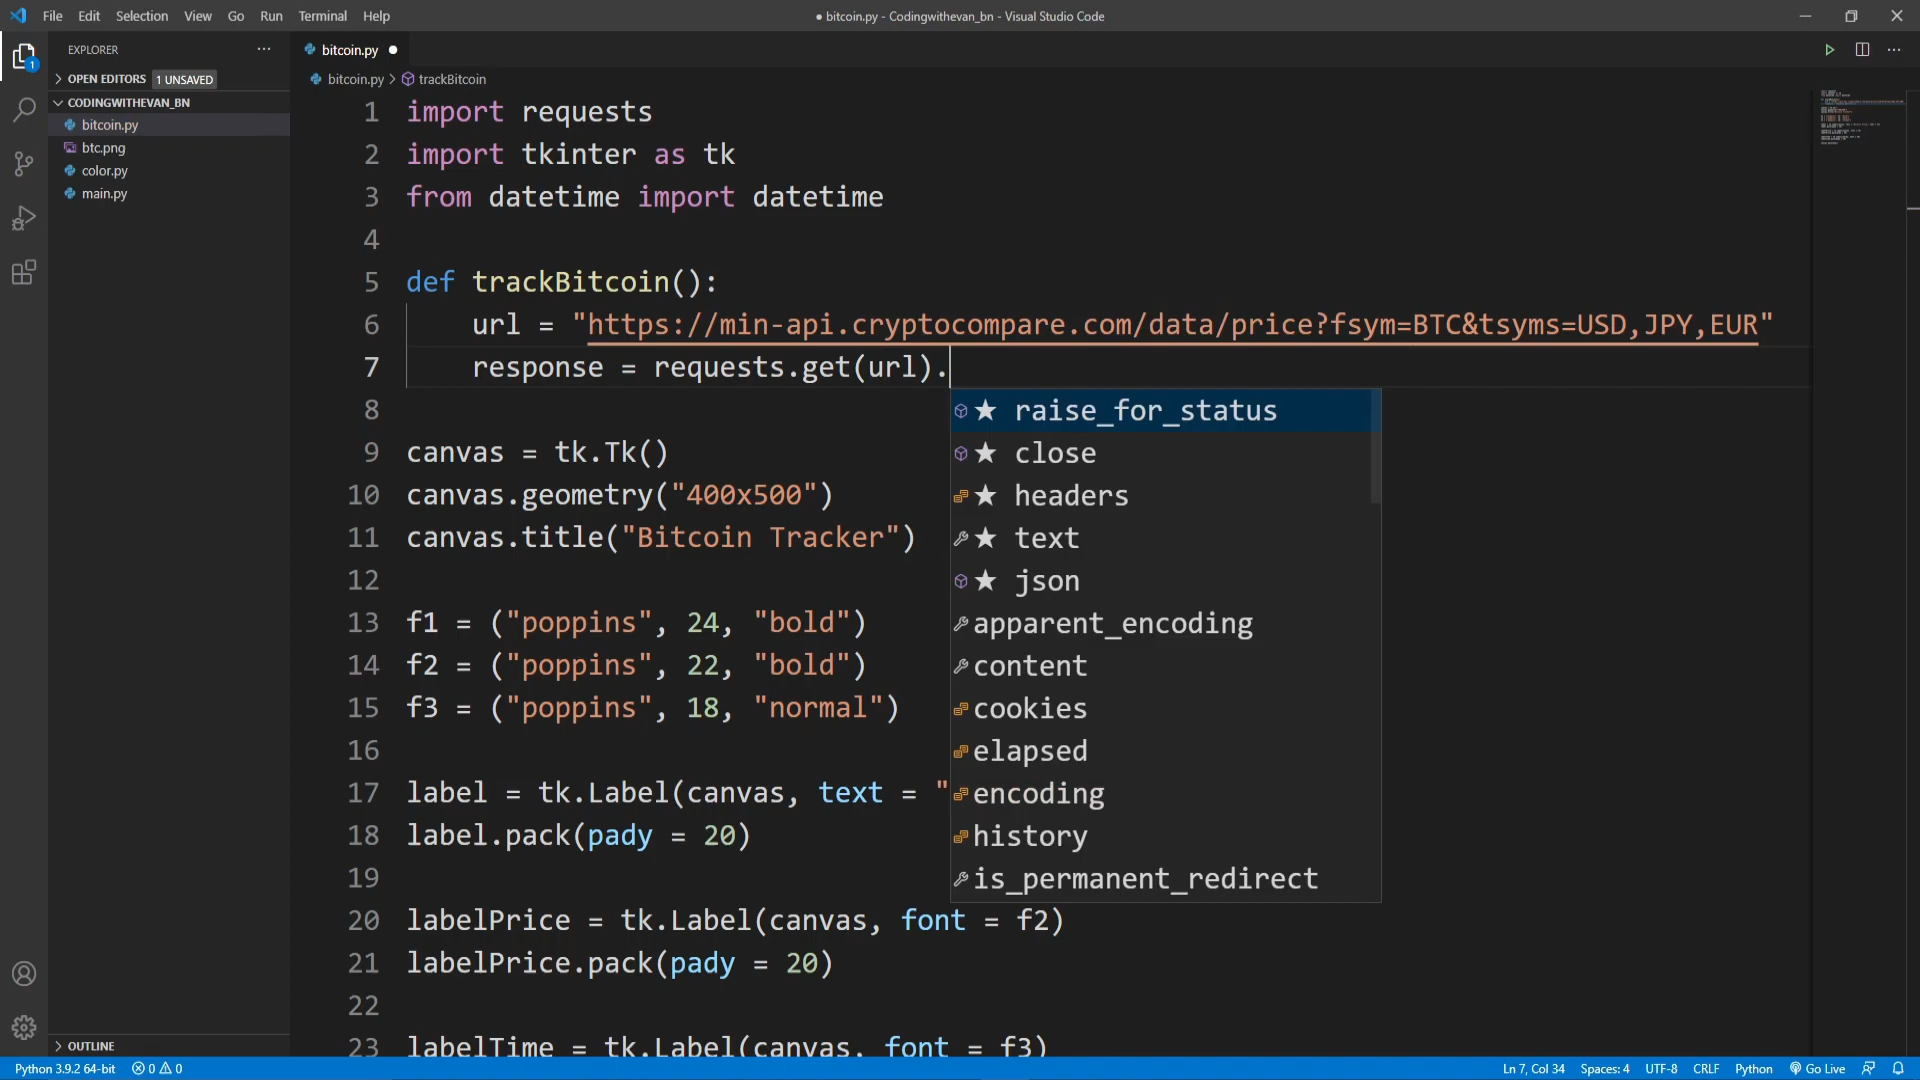 File Edit Selection View Go Run Terminal Help
● bitcoin.py - Codingwithevan_bn - Visual Studio Code
EXPLORER
OPEN EDITORS 1 UNSAVED
CODINGWITHEVAN_BN
bitcoin.py
btc.png
color.py
main.py
OUTLINE
1
bitcoin.py ●
bitcoin.py > trackBitcoin
1 import requests
2 import tkinter as tk
3 from datetime import datetime
4
5 def trackBitcoin():
6 url = "https://min-api.cryptocompare.com/data/price?fsym=BTC&tsyms=USD,JPY,EUR"
7 response = requests.get(url).
8
9 canvas = tk.Tk()
10 canvas.geometry("400x500")
11 canvas.title("Bitcoin Tracker")
12
13 f1 = ("poppins", 24, "bold")
14 f2 = ("poppins", 22, "bold")
15 f3 = ("poppins", 18, "normal")
16
17 label = tk.Label(canvas, text = "
18 label.pack(pady = 20)
19
20 labelPrice = tk.Label(canvas, font = f2)
21 labelPrice.pack(pady = 20)
22
23 labelTime = tk.Label(canvas, font = f3)
★ raise_for_status
★ close
★ headers
★ text
★ json
apparent_encoding
content
cookies
elapsed
encoding
history
is_permanent_redirect
Python 3.9.2 64-bit 0 0 Ln 7, Col 34 Spaces: 4 UTF-8 CRLF Python Go Live